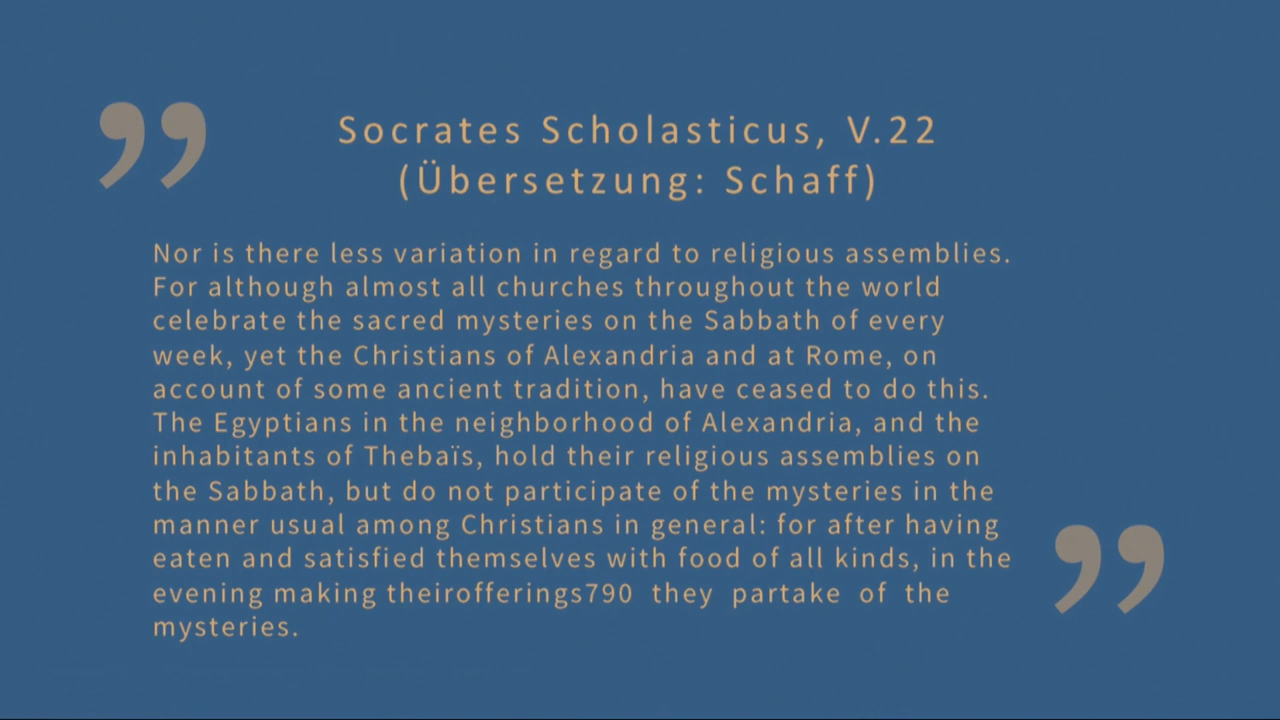 ”
Socrates Scholasticus, V.22
(Übersetzung: Schaff)
Nor is there less variation in regard to religious assemblies.
For although almost all churches throughout the world
celebrate the sacred mysteries on the Sabbath of every
week, yet the Christians of Alexandria and at Rome, on
account of some ancient tradition, have ceased to do this.
The Egyptians in the neighborhood of Alexandria, and the
inhabitants of Thebaïs, hold their religious assemblies on
the Sabbath, but do not participate of the mysteries in the
manner usual among Christians in general: for after having
eaten and satisfied themselves with food of all kinds, in the
evening making theirofferings790 they partake of the
mysteries.
”